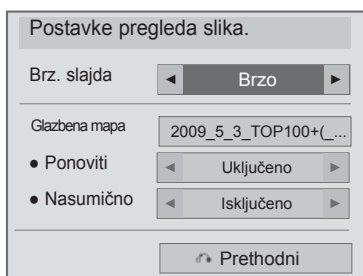 Postavke pregleda slika.
Brz. slajda ◄ Brzo ►
Glazbena mapa 2009_5_3_TOP100+(_...
● Ponoviti ◄ Uključeno ►
● Nasumično ◄ Isključeno ►
Prethodni